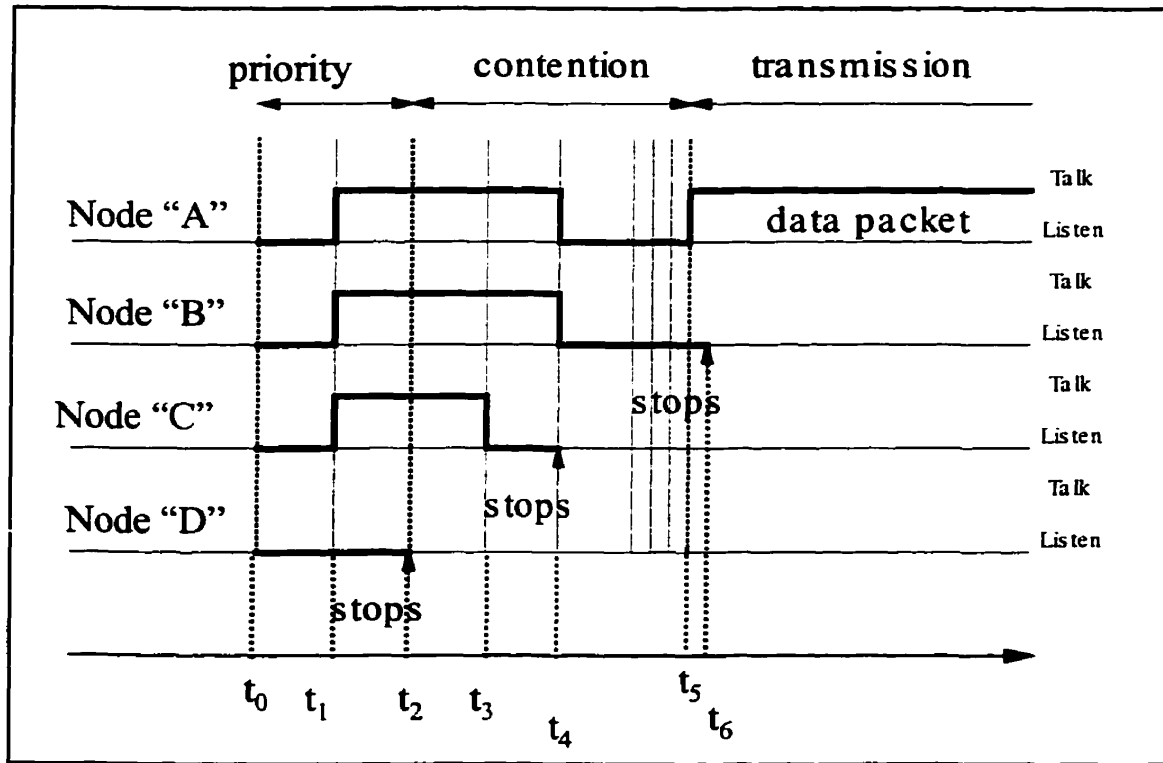 priority contention transmission
Talk
Node “A”
data packet
Listen
Talk
Node “B”
Listen
stops
Talk
Node “C”
Listen
stops
Talk
Node “D”
Listen
stops
t0 t1 t2 t3 t4 t5 t6